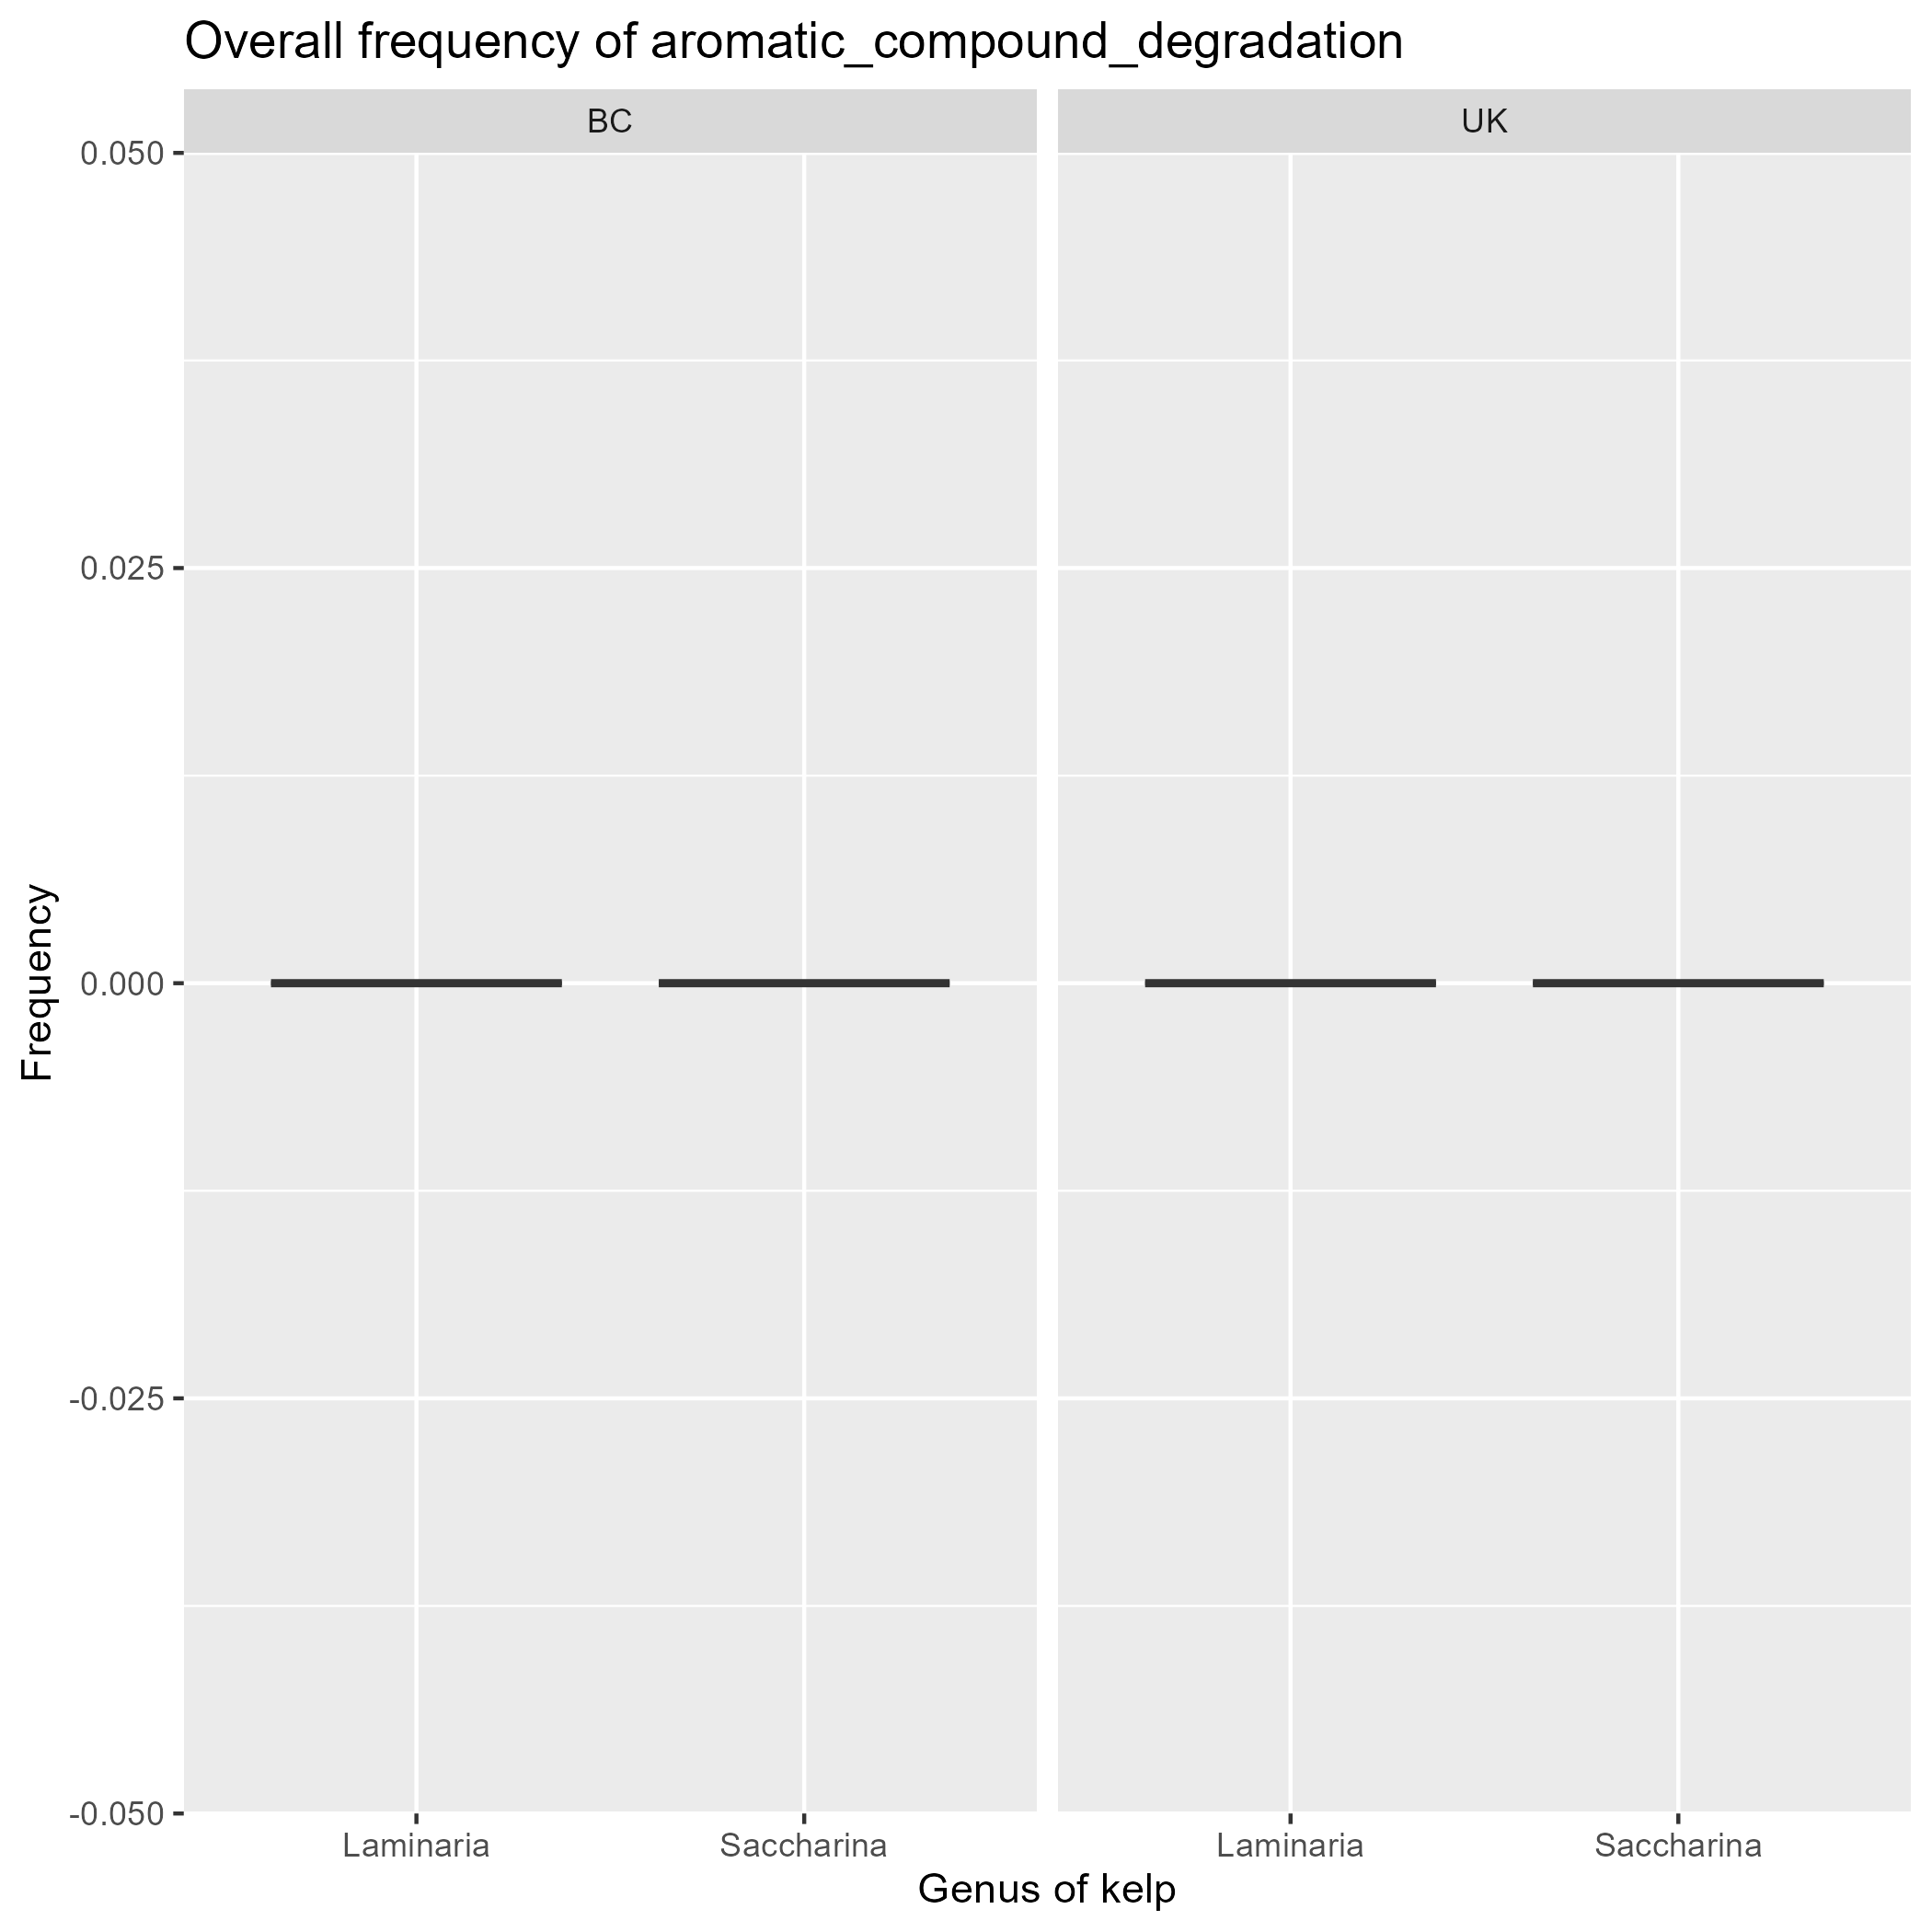 Overall frequency of aromatic_compound_degradation
BC
UK
0.050
0.025
0.000
-0.025
-0.050
Frequency
Laminaria
Saccharina
Laminaria
Saccharina
Genus of kelp